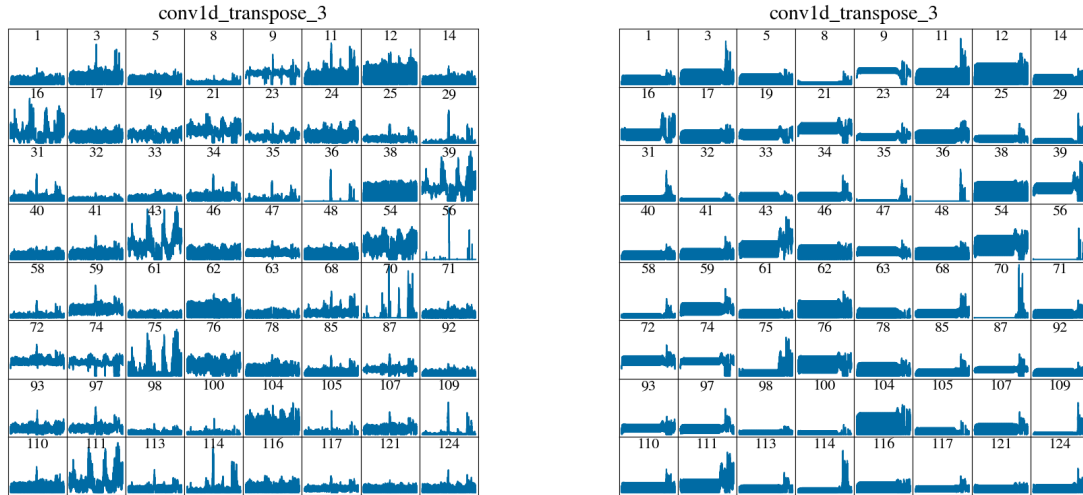 conv1d_transpose_3
1 3 5 8 9 11 12 14
16 17 19 21 23 24 25 29
31 32 33 34 35 36 38 39
40 41 43 46 47 48 54 56
58 59 61 62 63 68 70 71
72 74 75 76 78 85 87 92
93 97 98 100 104 105 107 109
110 111 113 114 116 117 121 124
conv1d_transpose_3
1 3 5 8 9 11 12 14
16 17 19 21 23 24 25 29
31 32 33 34 35 36 38 39
40 41 43 46 47 48 54 56
58 59 61 62 63 68 70 71
72 74 75 76 78 85 87 92
93 97 98 100 104 105 107 109
110 111 113 114 116 117 121 124